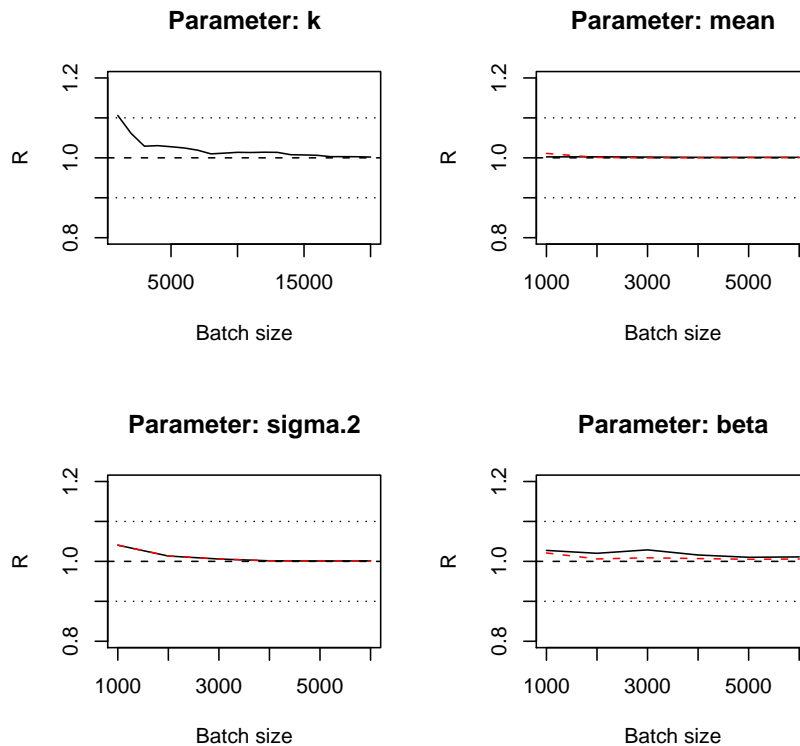 Parameter: k
1.2
1.0
0.8
R
5000 15000
Batch size
Parameter: mean
1.2
1.0
0.8
R
1000 3000 5000
Batch size
Parameter: sigma.2
1.2
1.0
0.8
R
1000 3000 5000
Batch size
Parameter: beta
1.2
1.0
0.8
R
1000 3000 5000
Batch size